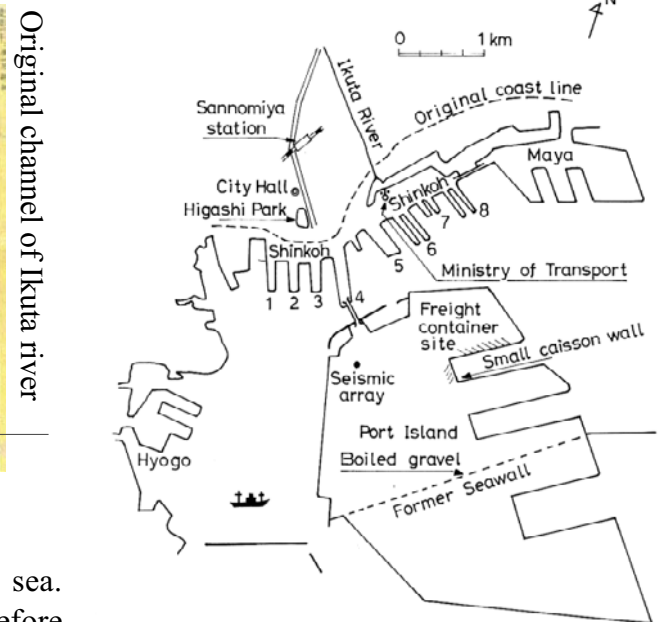 Original channel of Ikuta river
N
0 1 km
Ikuta River
Original coast line
Sannomiya
station
Maya
City Hall
Shinkoh
Higashi Park
8
7
6
5
Shinkoh
Ministry of Transport
1 2 3
4
Freight
container
site
Small caisson wall
Seismic
array
Port Island
Boiled gravel
Former Seawall
Hyogo
sea.